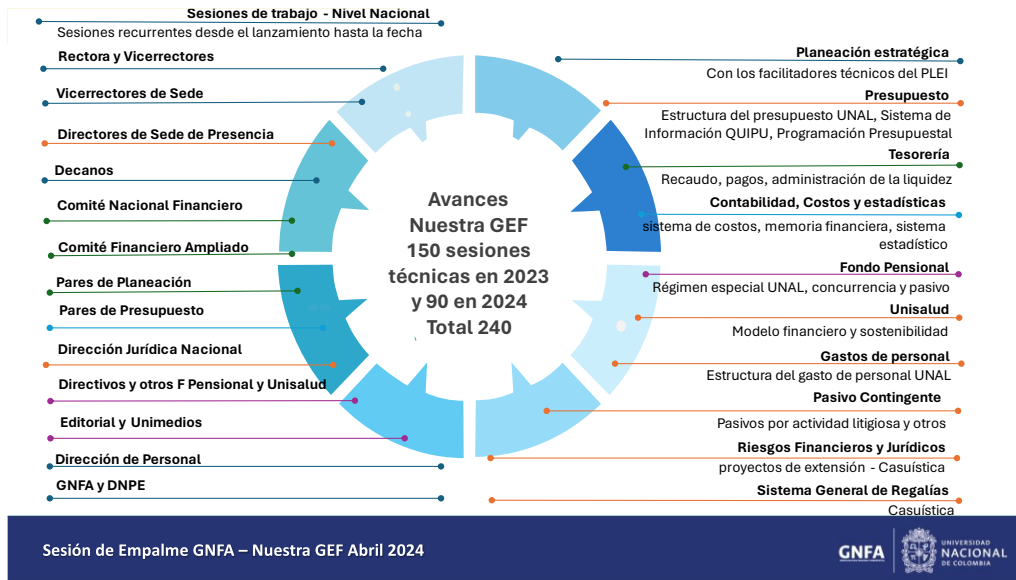 Sesiones de trabajo - Nivel Nacional
Sesiones recurrentes desde el lanzamiento hasta la fecha
Rectora y Vicerrectores
Vicerrectores de Sede
Directores de Sede de Presencia
Decanos
Comité Nacional Financiero
Comité Financiero Ampliado
Pares de Planeación
Pares de Presupuesto
Dirección Jurídica Nacional
Directivos y otros F Pensional y Unisalud
Editorial y Unimedios
Dirección de Personal
GNFA y DNPE
Avances
Nuestra GEF
150 sesiones
técnicas en 2023
y 90 en 2024
Total 240
Planeación estratégica
Con los facilitadores técnicos del PLEI
Presupuesto
Estructura del presupuesto UNAL, Sistema de
Información QUIPU, Programación Presupuestal
Tesorería
Recaudo, pagos, administración de la liquidez
Contabilidad, Costos y estadísticas
sistema de costos, memoria financiera, sistema
estadístico
Fondo Pensional
Régimen especial UNAL, concurrencia y pasivo
Unisalud
Modelo financiero y sostenibilidad
Gastos de personal
Estructura del gasto de personal UNAL
Pasivo Contingente
Pasivos por actividad litigiosa y otros
Riesgos Financieros y Jurídicos
proyectos de extensión - Casuística
Sistema General de Regalías
Casuística
Sesión de Empalme GNFA – Nuestra GEF Abril 2024
GNFA
UNIVERSIDAD
NACIONAL
DE COLOMBIA